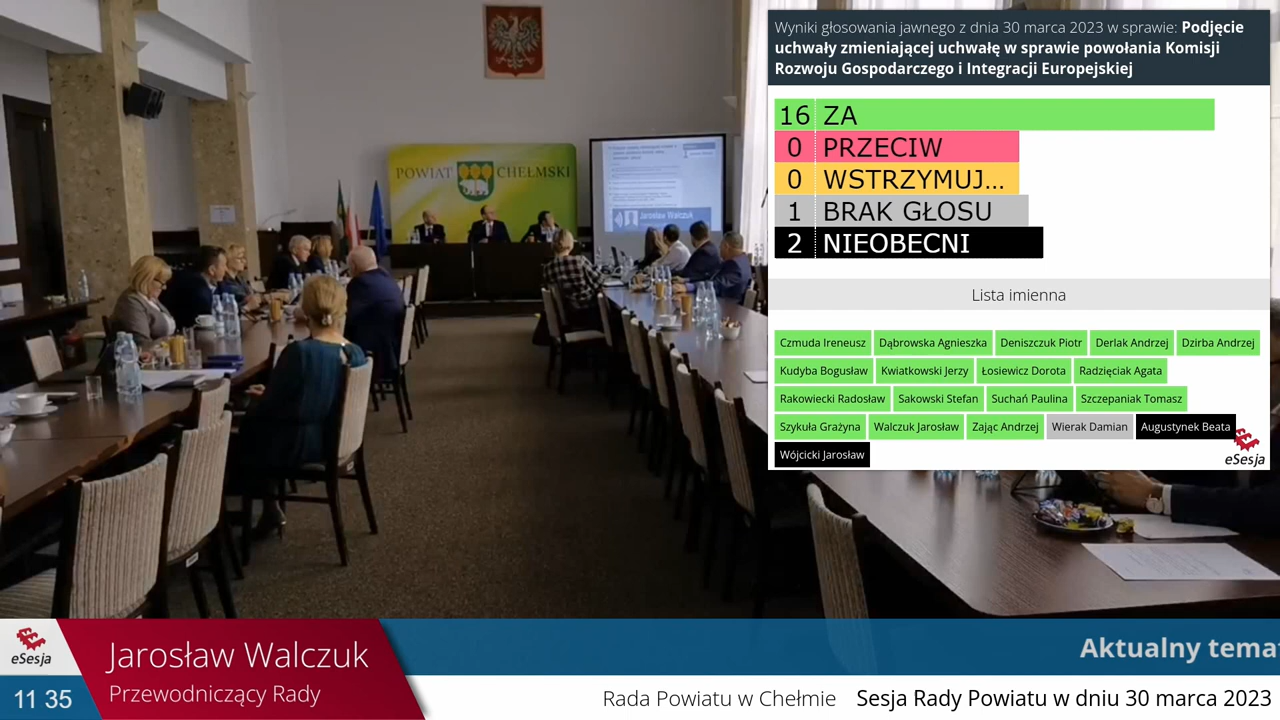 Wyniki głosowania jawnego z dnia 30 marca 2023 w sprawie: Podjęcie
uchwały zmieniającej uchwałę w sprawie powołania Komisji
Rozwoju Gospodarczego i Integracji Europejskiej
16 ZA
0 PRZECIW
0 WSTRZYMUJ...
1 BRAK GŁOSU
2 NIEOBECNI
Lista imienna
Czmuda Ireneusz Dąbrowska Agnieszka Deniszczuk Piotr Derlak Andrzej Dzirba Andrzej
Kudyba Bogusław Kwiatkowski Jerzy Łosiewicz Dorota Radzięciak Agata
Rakowiecki Radosław Sakowski Stefan Suchań Paulina Szczepaniak Tomasz
Szykuła Grażyna Walczuk Jarosław Zając Andrzej Wierak Damian Augustynek Beata
Wójcicki Jarosław
eSesja
POWIAT CHEŁMSKI
Jarosław Walczuk
eSesja
Jarosław Walczuk
Przewodniczący Rady
Aktualny temat
11 35
Rada Powiatu w Chełmie Sesja Rady Powiatu w dniu 30 marca 2023